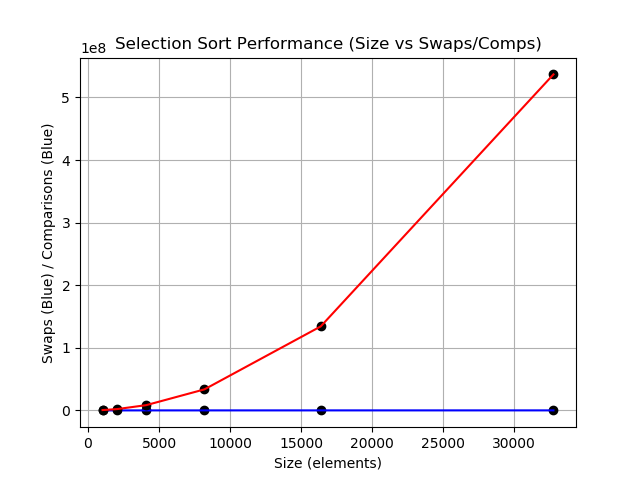 Selection Sort Performance (Size vs Swaps/Comps)
1e8
5
4
3
2
1
0
Swaps (Blue) / Comparisons (Blue)
0 5000 10000 15000 20000 25000 30000
Size (elements)